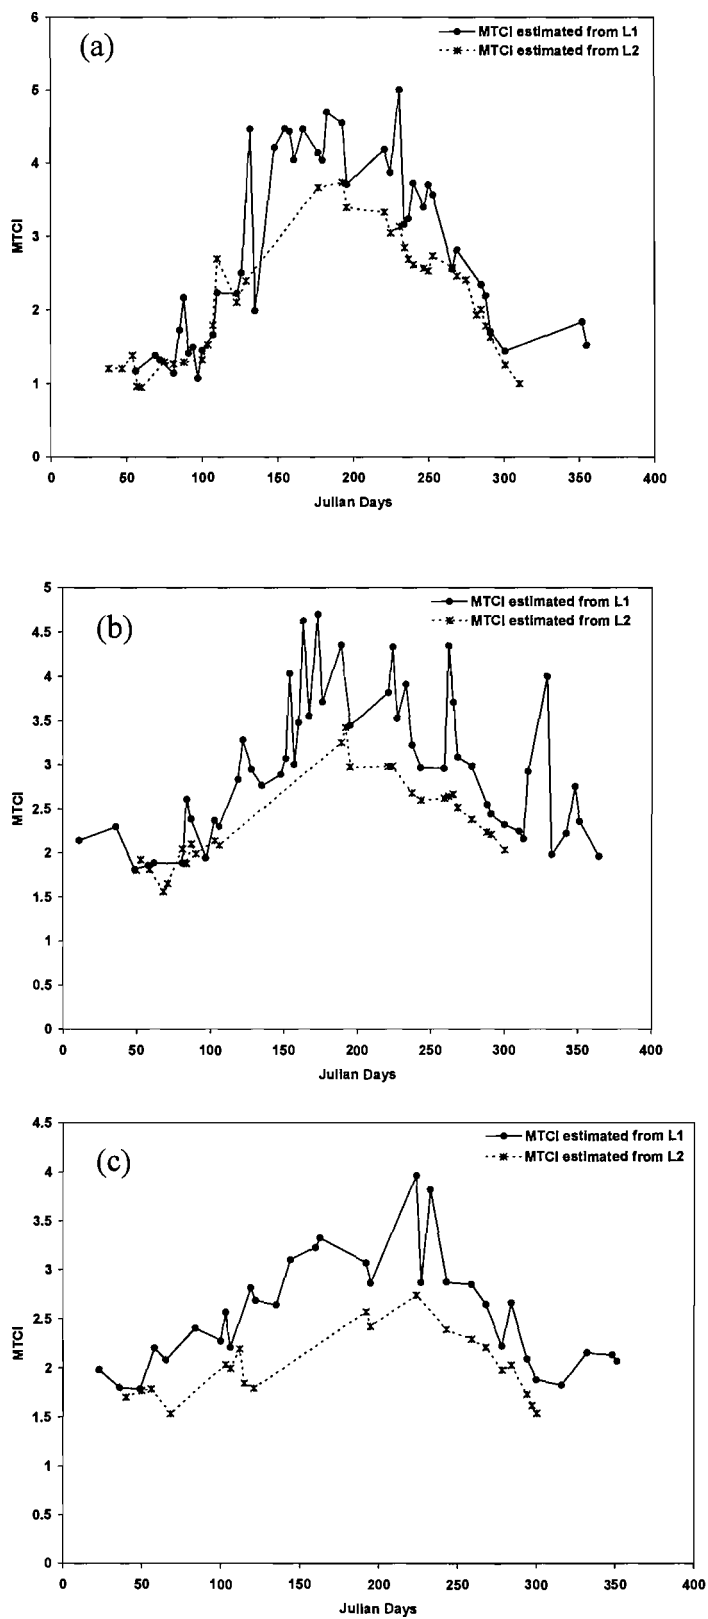 (a)
MTCI estimated from L1
MTCI estimated from L2
6
5
4
3
2
1
0
MTCI
0 50 100 150 200 250 300 350 400
Julian Days
(b)
MTCI estimated from L1
MTCI estimated from L2
5
4.5
4
3.5
3
2.5
2
1.5
1
0.5
0
MTCI
0 50 100 150 200 250 300 350 400
Julian Days
(c)
MTCI estimated from L1
MTCI estimated from L2
4.5
4
3.5
3
2.5
2
1.5
1
0.5
0
MTCI
0 50 100 150 200 250 300 350 400
Julian Days